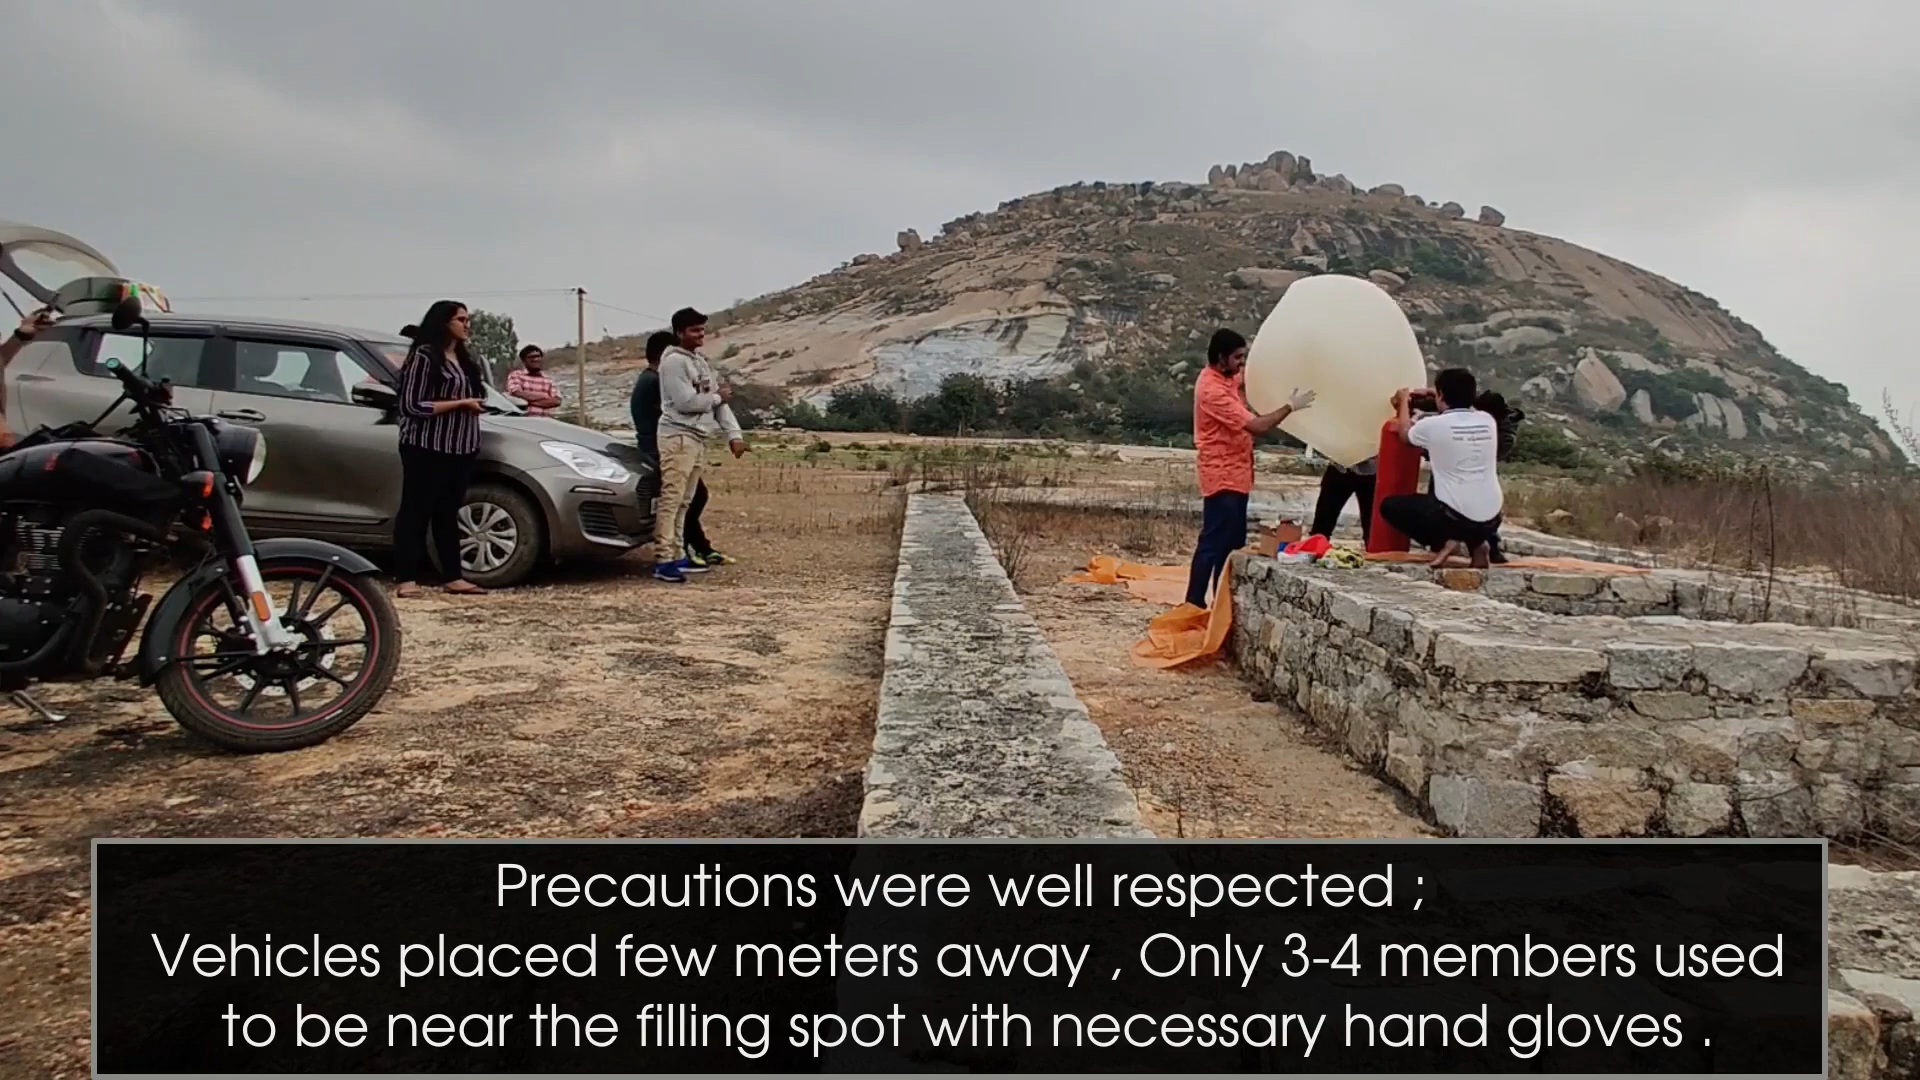 Precautions were well respected ;
Vehicles placed few meters away , Only 3-4 members used
to be near the filling spot with necessary hand gloves .